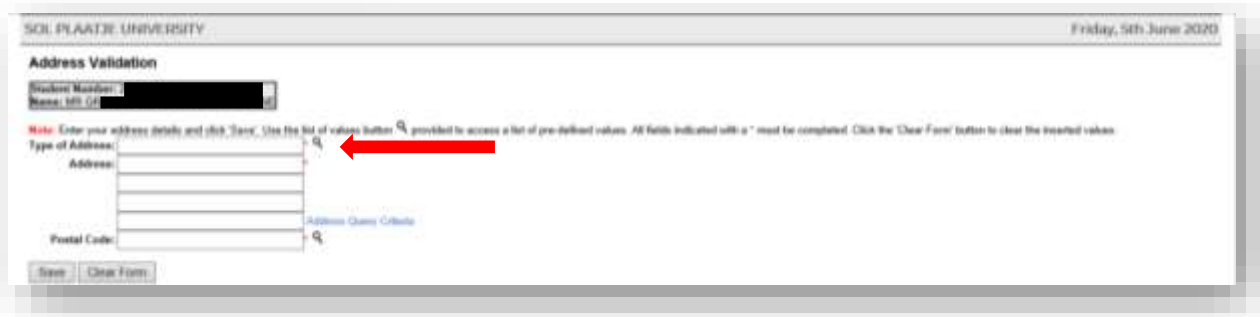 SOL PLAATJE UNIVERSITY Friday, 5th June 2020
Address Validation
Student Number:
Name: MR GR
Note: Enter your address details and click 'Save'. Use the list of values button provided to access a list of pre-defined values. All fields indicated with a * must be completed. Click the 'Clear Form' button to clear the inserted values.
Type of Address: *
Address: *
Address Query Criteria
Postal Code: *
Save Clear Form